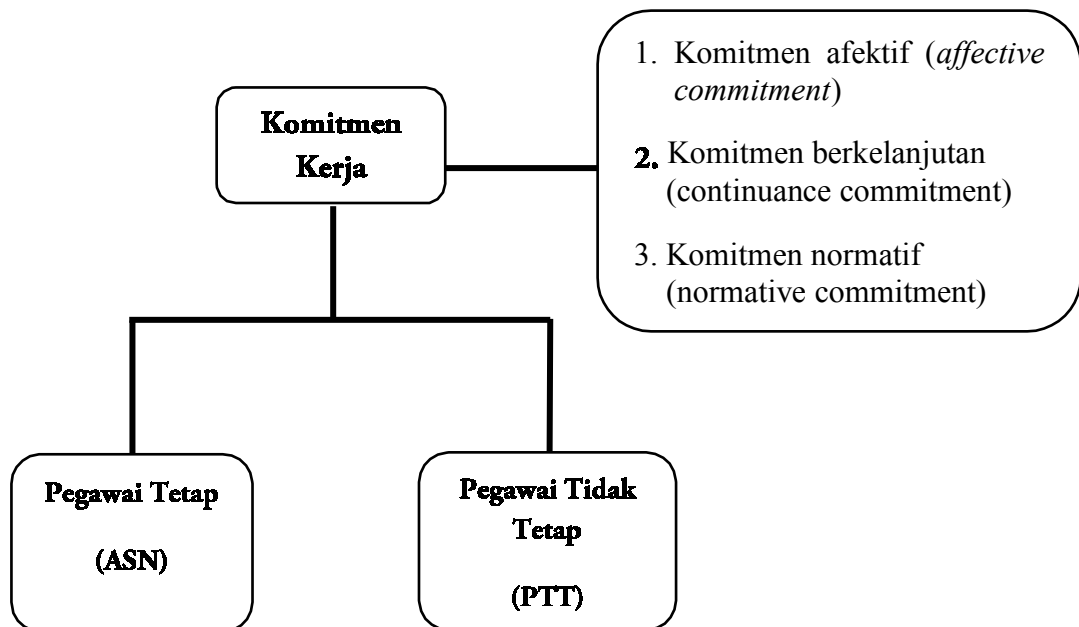 Komitmen
Kerja
1. Komitmen afektif (affective
commitment)
2. Komitmen berkelanjutan
(continuance commitment)
3. Komitmen normatif
(normative commitment)
Pegawai Tetap
(ASN)
Pegawai Tidak
Tetap
(PTT)